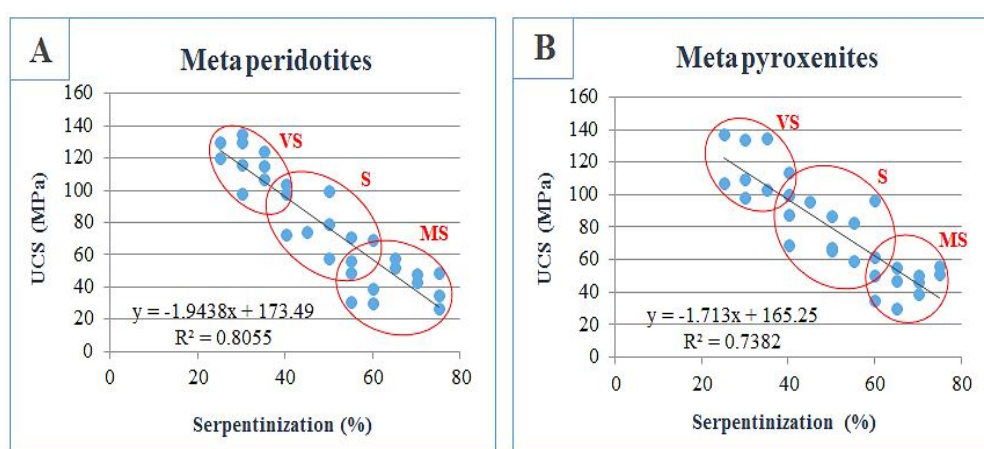 A
Metaperidotites
UCS (MPa)
160
140
120
100
80
60
40
20
0
VS
S
MS
y = -1.9438x + 173.49
R² = 0.8055
0 20 40 60 80
Serpentinization (%)
B
Metapyroxenites
UCS (MPa)
160
140
120
100
80
60
40
20
0
VS
S
MS
y = -1.713x + 165.25
R² = 0.7382
0 20 40 60 80
Serpentinization (%)